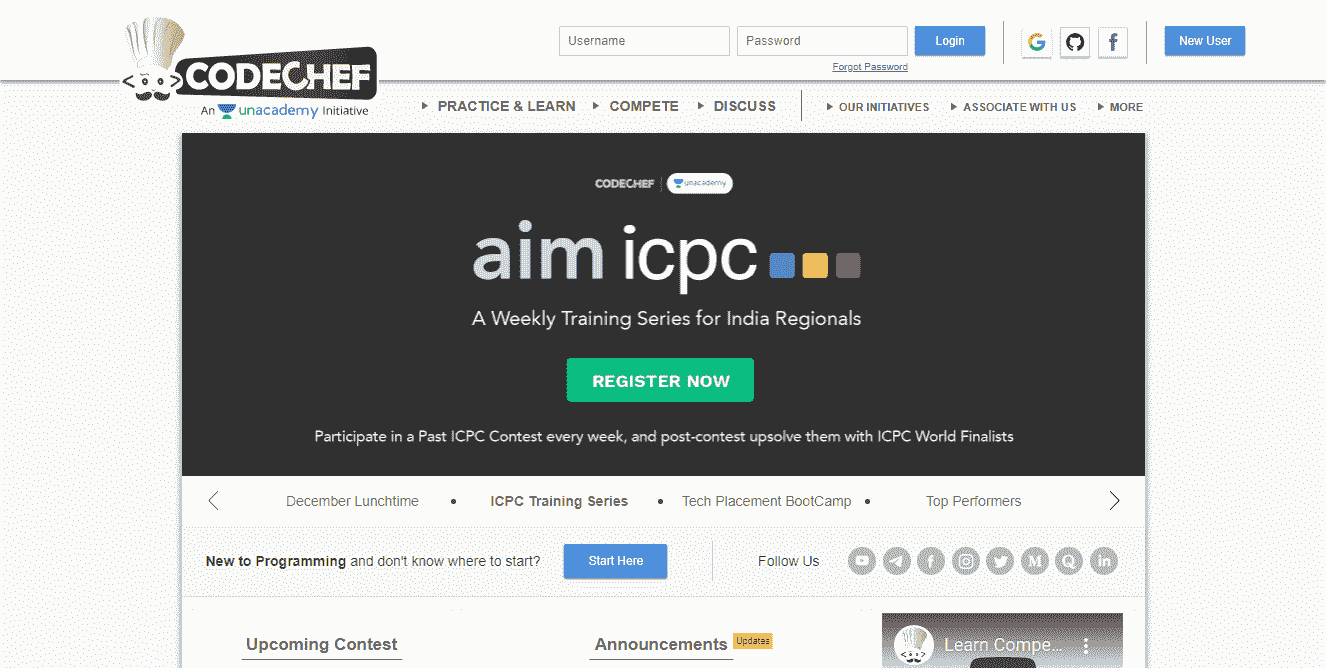 Username
Password
Login
New User
Forgot Password
CODECHEF
An unacademy Initiative
PRACTICE & LEARN
COMPETE
DISCUSS
OUR INITIATIVES
ASSOCIATE WITH US
MORE
CODECHEF
unacademy
aim icpc
A Weekly Training Series for India Regionals
REGISTER NOW
Participate in a Past ICPC Contest every week, and post-contest upsolve them with ICPC World Finalists
December Lunchtime
ICPC Training Series
Tech Placement BootCamp
Top Performers
New to Programming and don't know where to start?
Start Here
Follow Us
Upcoming Contest
Announcements
Updates
Learn Compe...